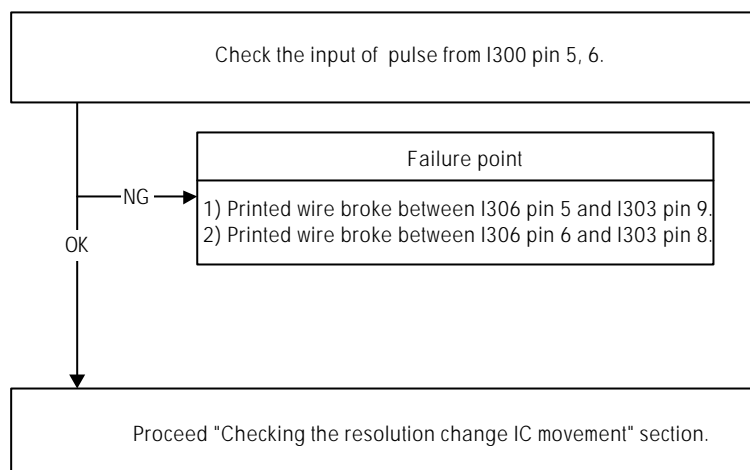 Check the input of pulse from I300 pin 5, 6.
Failure point
NG
1) Printed wire broke between I306 pin 5 and I303 pin 9.
2) Printed wire broke between I306 pin 6 and I303 pin 8.
OK
Proceed "Checking the resolution change IC movement" section.